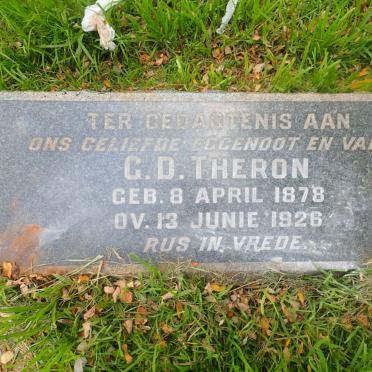 TER GEDAGTENIS AAN
ONS GELIEFDE EGGENOOT EN VA
G.D. THERON
GEB. 8 APRIL 1878
OV. 13 JUNIE 1926
RUS IN VREDE.